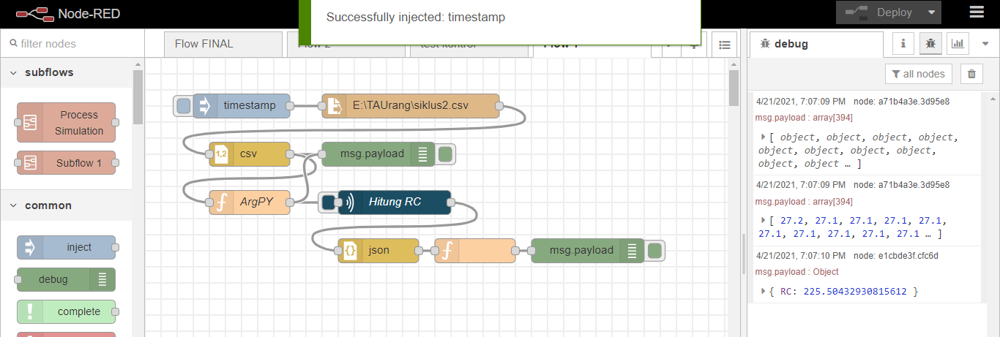 Node-RED
Successfully injected: timestamp
Deploy
filter nodes
Flow FINAL
Flow 2
test kontrol
Flow 1
debug
subflows
all nodes
Process
Simulation
Subflow 1
common
inject
debug
complete
timestamp
E:\TAUrang\siklus2.csv
1,2
csv
msg.payload
ArgPY
Hitung RC
json
msg.payload
4/21/2021, 7:07:09 PM node: a71b4a3e.3d95e8
msg.payload : array[394]
[ object, object, object, object,
object, object, object, object,
object, object … ]
4/21/2021, 7:07:09 PM node: a71b4a3e.3d95e8
msg.payload : array[394]
[ 27.2, 27.1, 27.1, 27.1, 27.1,
27.1, 27.1, 27.1, 27.1, 27.1 … ]
4/21/2021, 7:07:10 PM node: e1cbde3f.cfc6d
msg.payload : Object
{ RC: 225.50432930815612 }